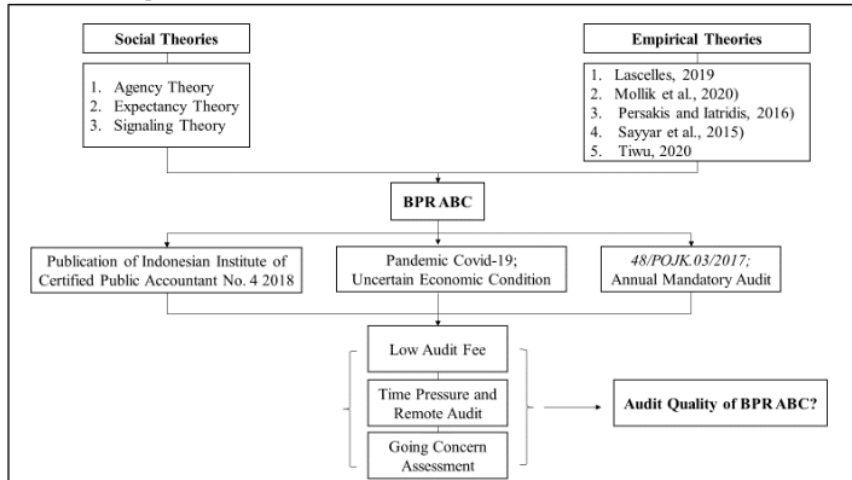 Social Theories
1. Agency Theory
2. Expectancy Theory
3. Signaling Theory
Empirical Theories
1. Lascelles, 2019
2. Mollik et al., 2020)
3. Persakis and Iatridis, 2016)
4. Sayyar et al., 2015)
5. Tiwu, 2020
BPR ABC
Publication of Indonesian Institute of
Certified Public Accountant No. 4 2018
Pandemic Covid-19;
Uncertain Economic Condition
48/POJK.03/2017;
Annual Mandatory Audit
Low Audit Fee
Time Pressure and
Remote Audit
Going Concern
Assessment
Audit Quality of BPR ABC?